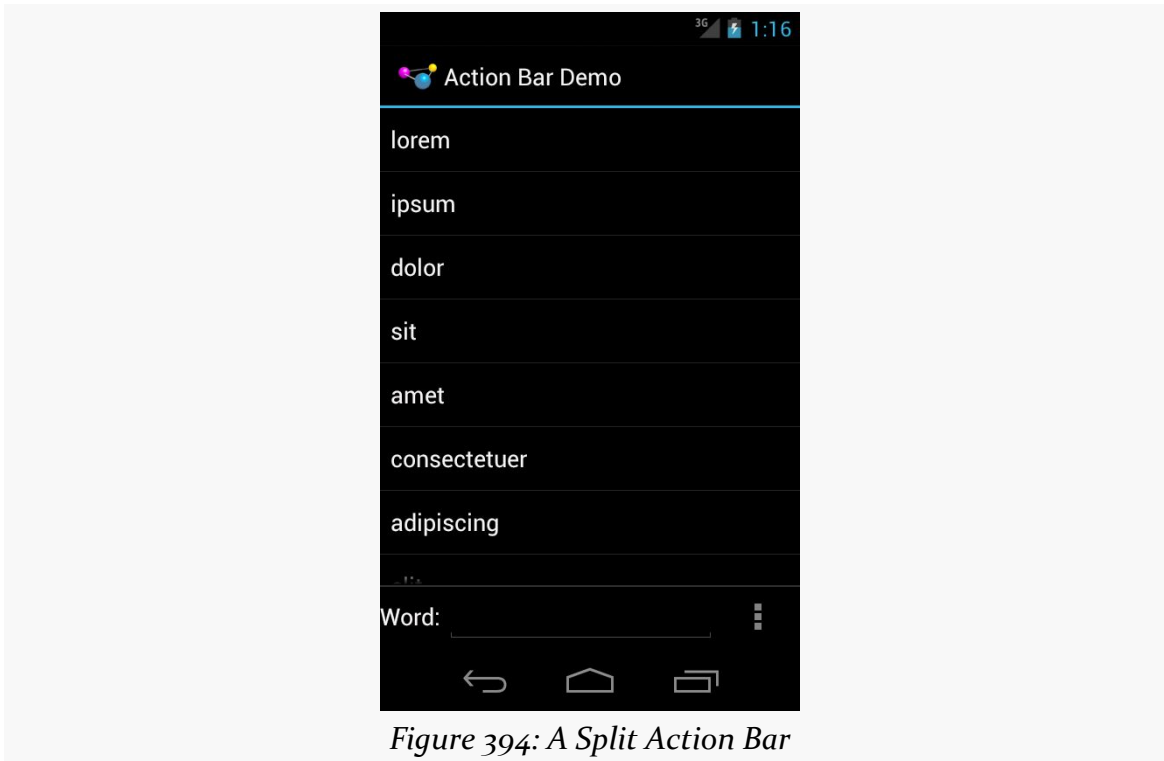 3G 1:16
Action Bar Demo
lorem
ipsum
dolor
sit
amet
consectetuer
adipiscing
Word:
Figure 394: A Split Action Bar